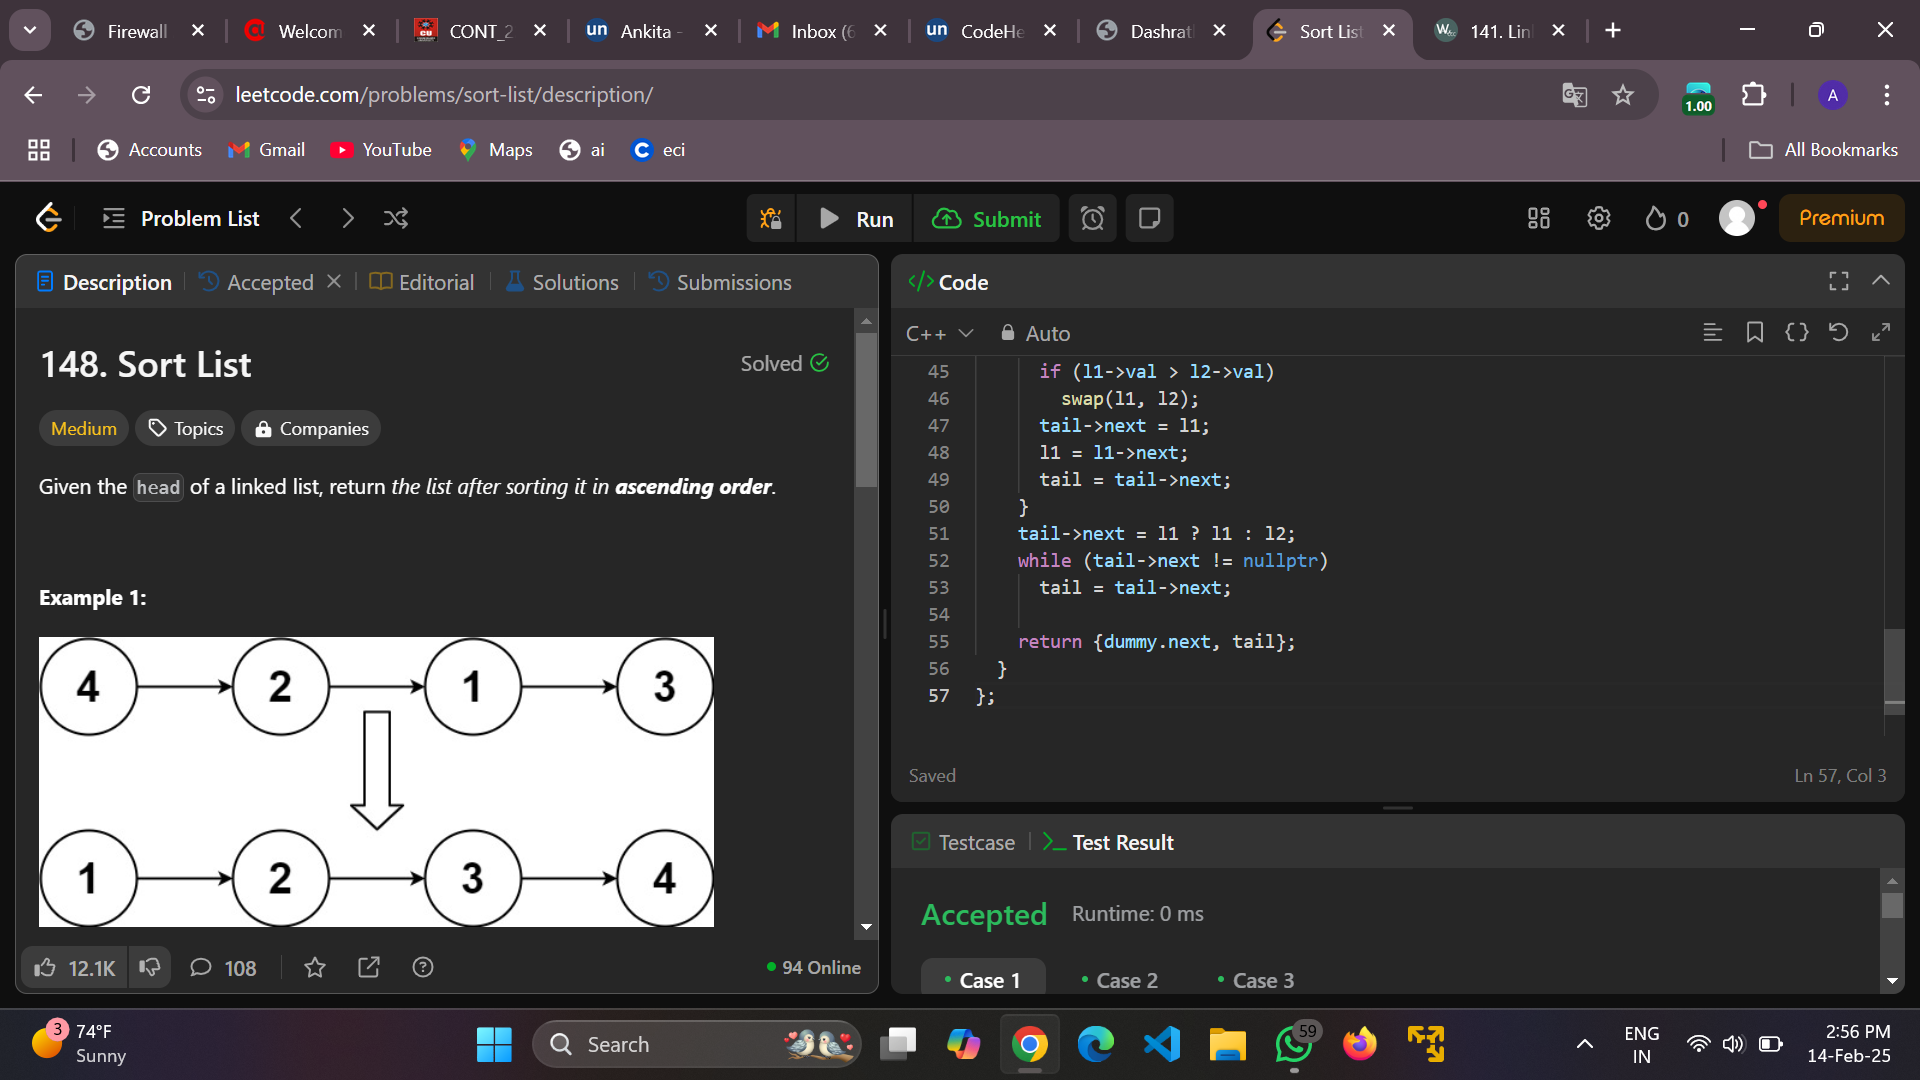 Firewall
Welcom
CONT_2
Ankita -
Inbox (6
CodeHe
Dashrat
Sort List
141. Lin
leetcode.com/problems/sort-list/description/
1.00
A
Accounts
Gmail
YouTube
Maps
ai
eci
All Bookmarks
Problem List
Run
Submit
0
Premium
Description
Accepted
Editorial
Solutions
Submissions
148. Sort List
Solved
Medium
Topics
Companies
Given the head of a linked list, return the list after sorting it in ascending order.
Example 1:
4 2 1 3
1 2 3 4
12.1K
108
94 Online
</> Code
C++
Auto
45 if (l1->val > l2->val)
46 swap(l1, l2);
47 tail->next = l1;
48 l1 = l1->next;
49 tail = tail->next;
50 }
51 tail->next = l1 ? l1 : l2;
52 while (tail->next != nullptr)
53 tail = tail->next;
54
55 return {dummy.next, tail};
56 }
57 };
Saved
Ln 57, Col 3
Testcase
Test Result
Accepted
Runtime: 0 ms
Case 1
Case 2
Case 3
3
74°F
Sunny
Search
59
ENG
IN
2:56 PM
14-Feb-25